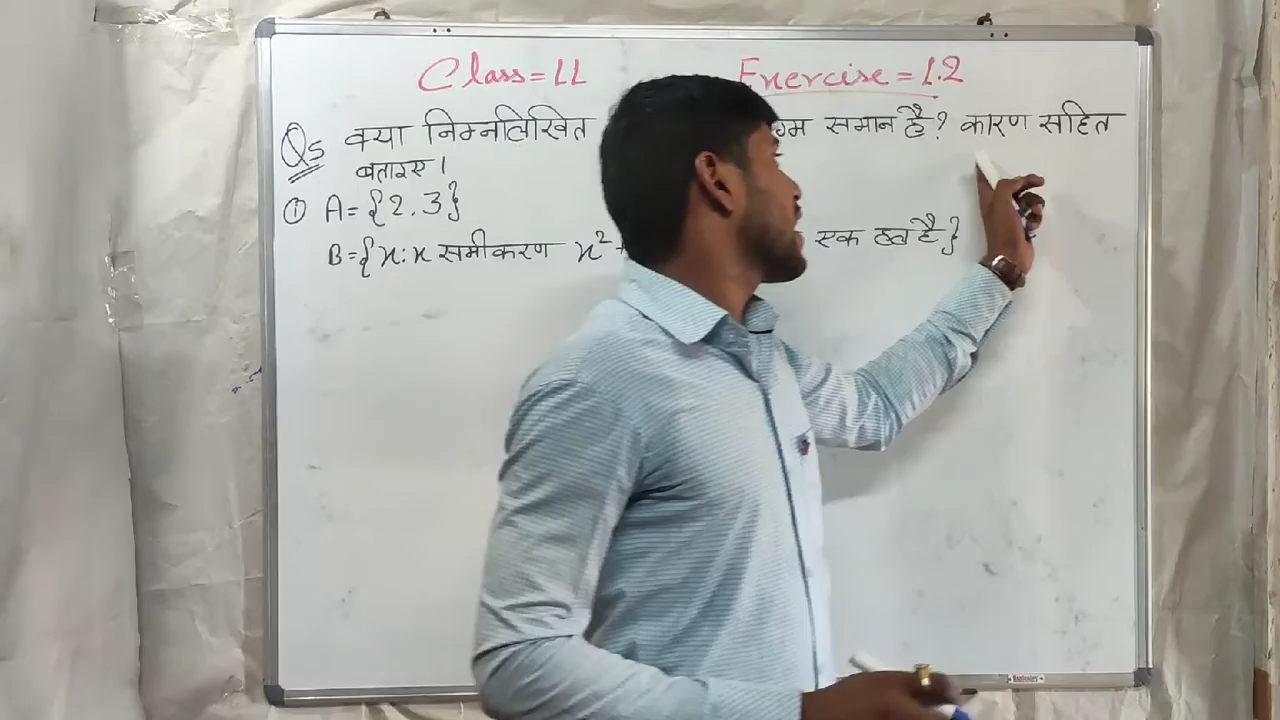 Class = 11 Exercise = 1.2
Q5 क्या निम्नलिखित समान है? कारण सहित
बताइए।
① A = {2, 3}
B = {x : x समीकरण x² + एक हल है}